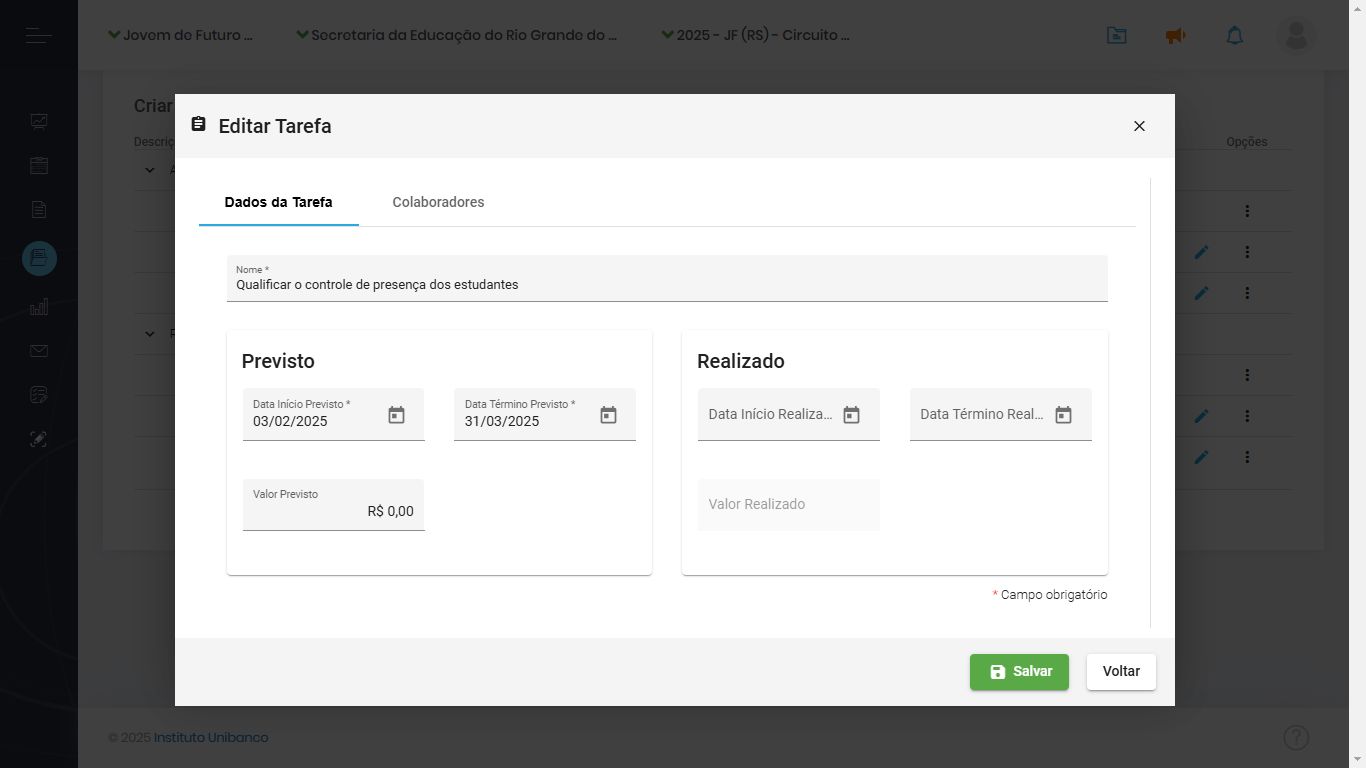 Jovem de Futuro ...
Secretaria da Educação do Rio Grande do ...
2025 - JF (RS) - Circuito ...
Criar
Opções
Editar Tarefa
Dados da Tarefa
Colaboradores
Nome *
Qualificar o controle de presença dos estudantes
Previsto
Data Início Previsto *
03/02/2025
Data Término Previsto *
31/03/2025
Valor Previsto
R$ 0,00
Realizado
Data Início Realiza...
Data Término Real...
Valor Realizado
* Campo obrigatório
Salvar
Voltar
© 2025 Instituto Unibanco